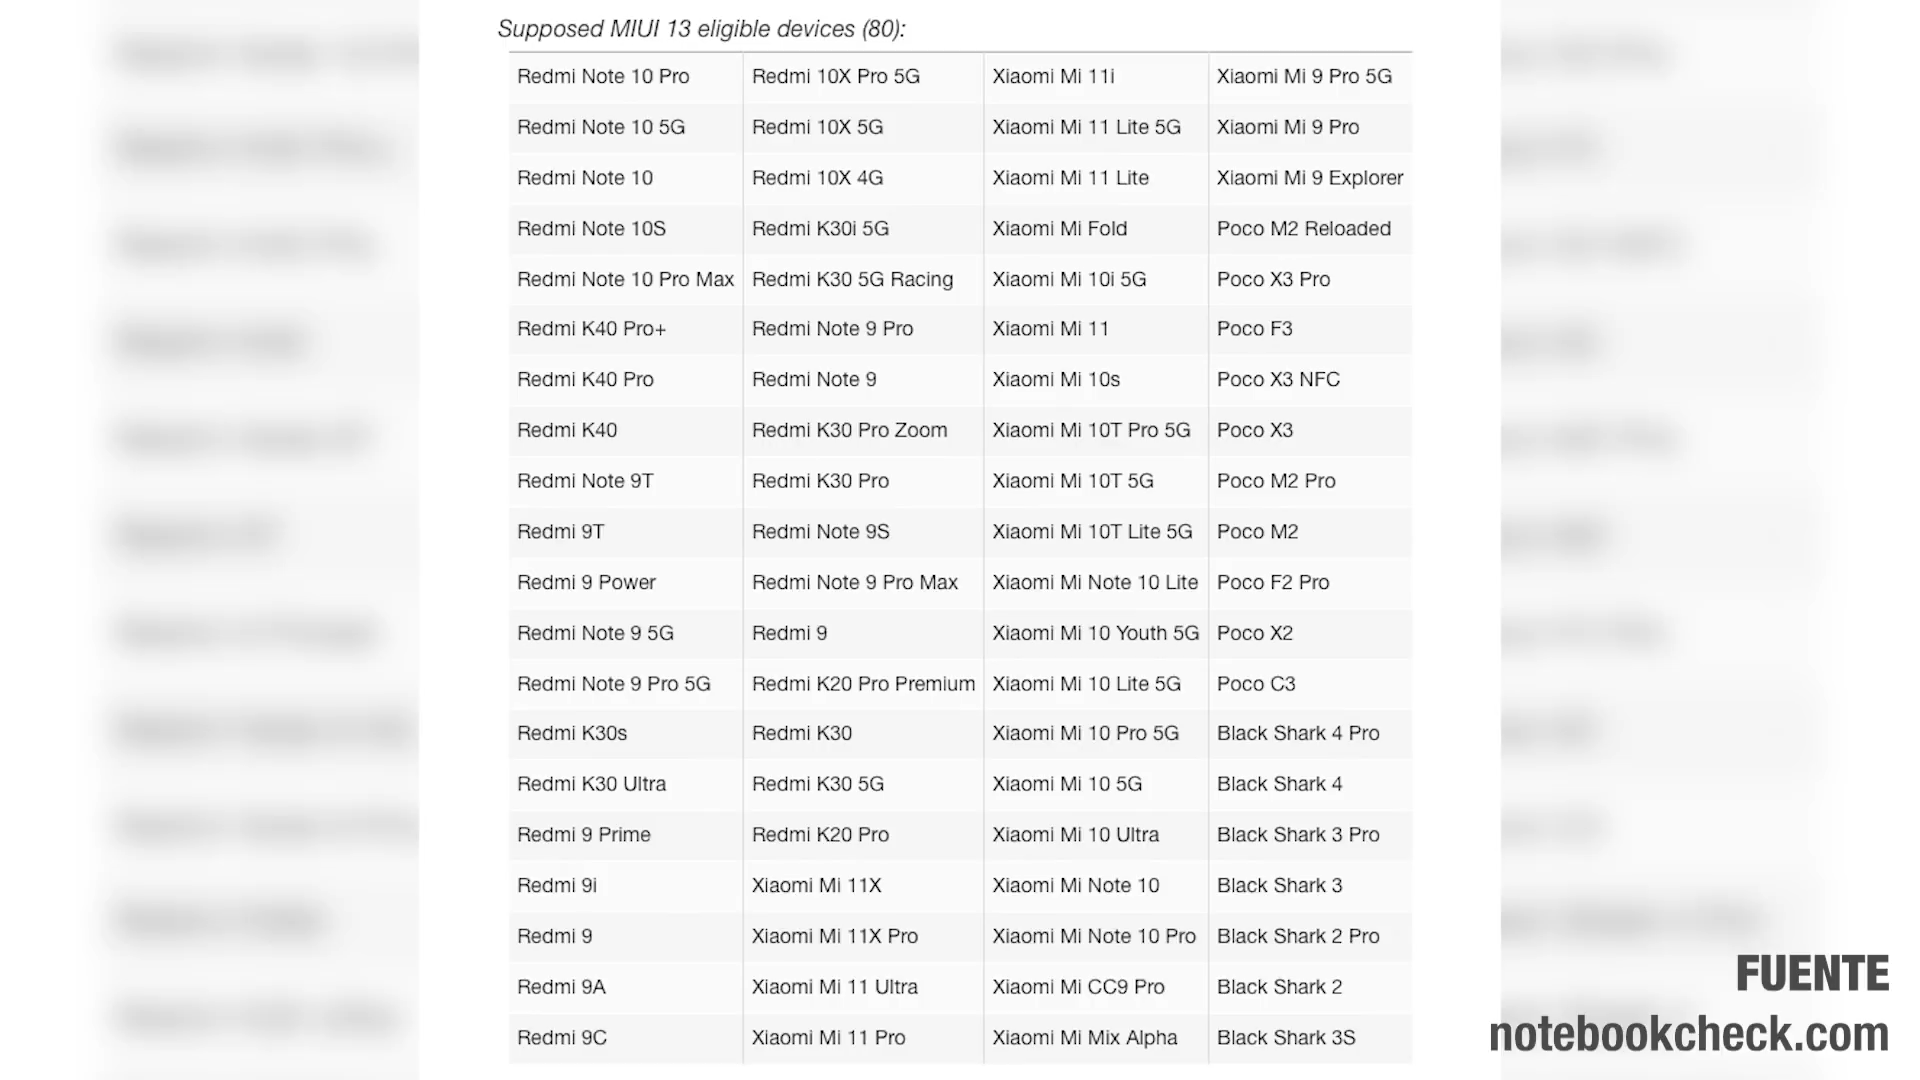 Supposed MIUI 13 eligible devices (80):
Redmi Note 10 Pro Redmi 10X Pro 5G Xiaomi Mi 11i Xiaomi Mi 9 Pro 5G
Redmi Note 10 5G Redmi 10X 5G Xiaomi Mi 11 Lite 5G Xiaomi Mi 9 Pro
Redmi Note 10 Redmi 10X 4G Xiaomi Mi 11 Lite Xiaomi Mi 9 Explorer
Redmi Note 10S Redmi K30i 5G Xiaomi Mi Fold Poco M2 Reloaded
Redmi Note 10 Pro Max Redmi K30 5G Racing Xiaomi Mi 10i 5G Poco X3 Pro
Redmi K40 Pro+ Redmi Note 9 Pro Xiaomi Mi 11 Poco F3
Redmi K40 Pro Redmi Note 9 Xiaomi Mi 10s Poco X3 NFC
Redmi K40 Redmi K30 Pro Zoom Xiaomi Mi 10T Pro 5G Poco X3
Redmi Note 9T Redmi K30 Pro Xiaomi Mi 10T 5G Poco M2 Pro
Redmi 9T Redmi Note 9S Xiaomi Mi 10T Lite 5G Poco M2
Redmi 9 Power Redmi Note 9 Pro Max Xiaomi Mi Note 10 Lite Poco F2 Pro
Redmi Note 9 5G Redmi 9 Xiaomi Mi 10 Youth 5G Poco X2
Redmi Note 9 Pro 5G Redmi K20 Pro Premium Xiaomi Mi 10 Lite 5G Poco C3
Redmi K30s Redmi K30 Xiaomi Mi 10 Pro 5G Black Shark 4 Pro
Redmi K30 Ultra Redmi K30 5G Xiaomi Mi 10 5G Black Shark 4
Redmi 9 Prime Redmi K20 Pro Xiaomi Mi 10 Ultra Black Shark 3 Pro
Redmi 9i Xiaomi Mi 11X Xiaomi Mi Note 10 Black Shark 3
Redmi 9 Xiaomi Mi 11X Pro Xiaomi Mi Note 10 Pro Black Shark 2 Pro
Redmi 9A Xiaomi Mi 11 Ultra Xiaomi Mi CC9 Pro Black Shark 2
Redmi 9C Xiaomi Mi 11 Pro Xiaomi Mi Mix Alpha Black Shark 3S
FUENTE
notebookcheck.com